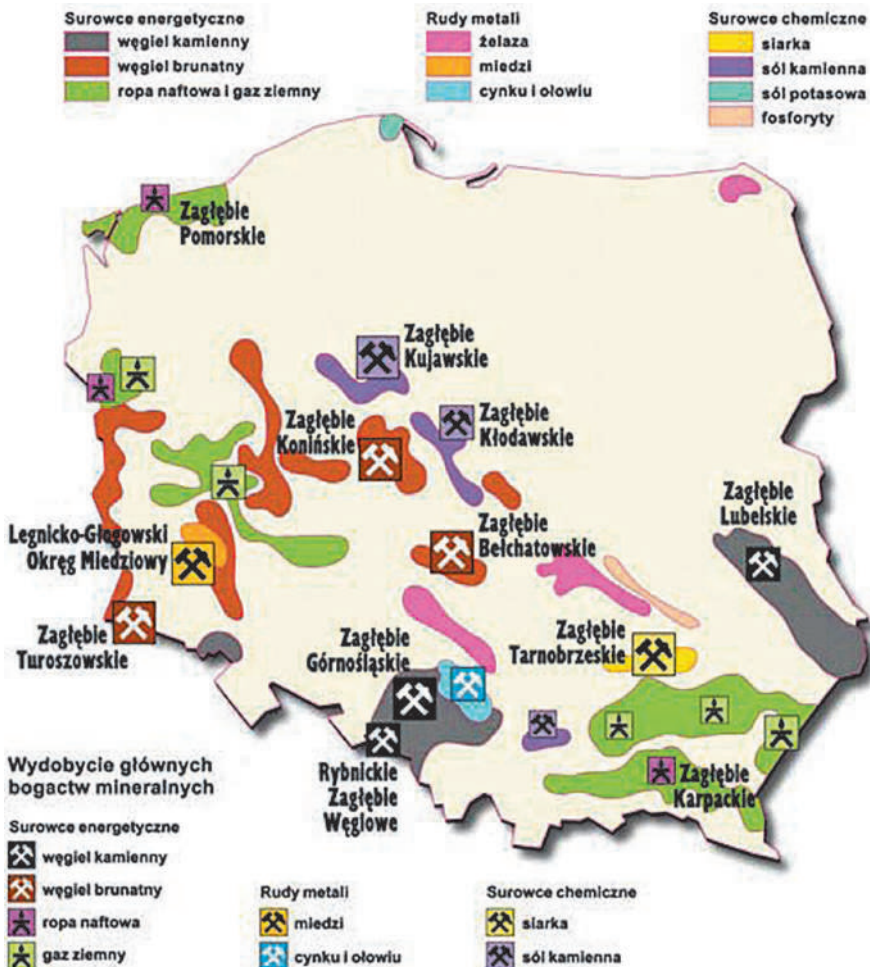 Surowce energetyczne
węgiel kamienny
węgiel brunatny
ropa naftowa i gaz ziemny
Rudy metali
żelaza
miedzi
cynku i ołowiu
Surowce chemiczne
siarka
sól kamienna
sól potasowa
fosforyty
Zagłębie
Pomorskie
Zagłębie
Kujawskie
Zagłębie
Konińskie
Zagłębie
Kłodawskie
Zagłębie
Lubelskie
Legnicko-Głogowski
Okręg Miedziowy
Zagłębie
Bełchatowskie
Zagłębie
Turoszowskie
Zagłębie
Górnośląskie
Zagłębie
Tarnobrzeskie
Rybnickie
Zagłębie
Węglowe
Zagłębie
Karpackie
Wydobycie głównych
bogactw mineralnych
Surowce energetyczne
węgiel kamienny
węgiel brunatny
ropa naftowa
gaz ziemny
Rudy metali
miedzi
cynku i ołowiu
Surowce chemiczne
siarka
sól kamienna